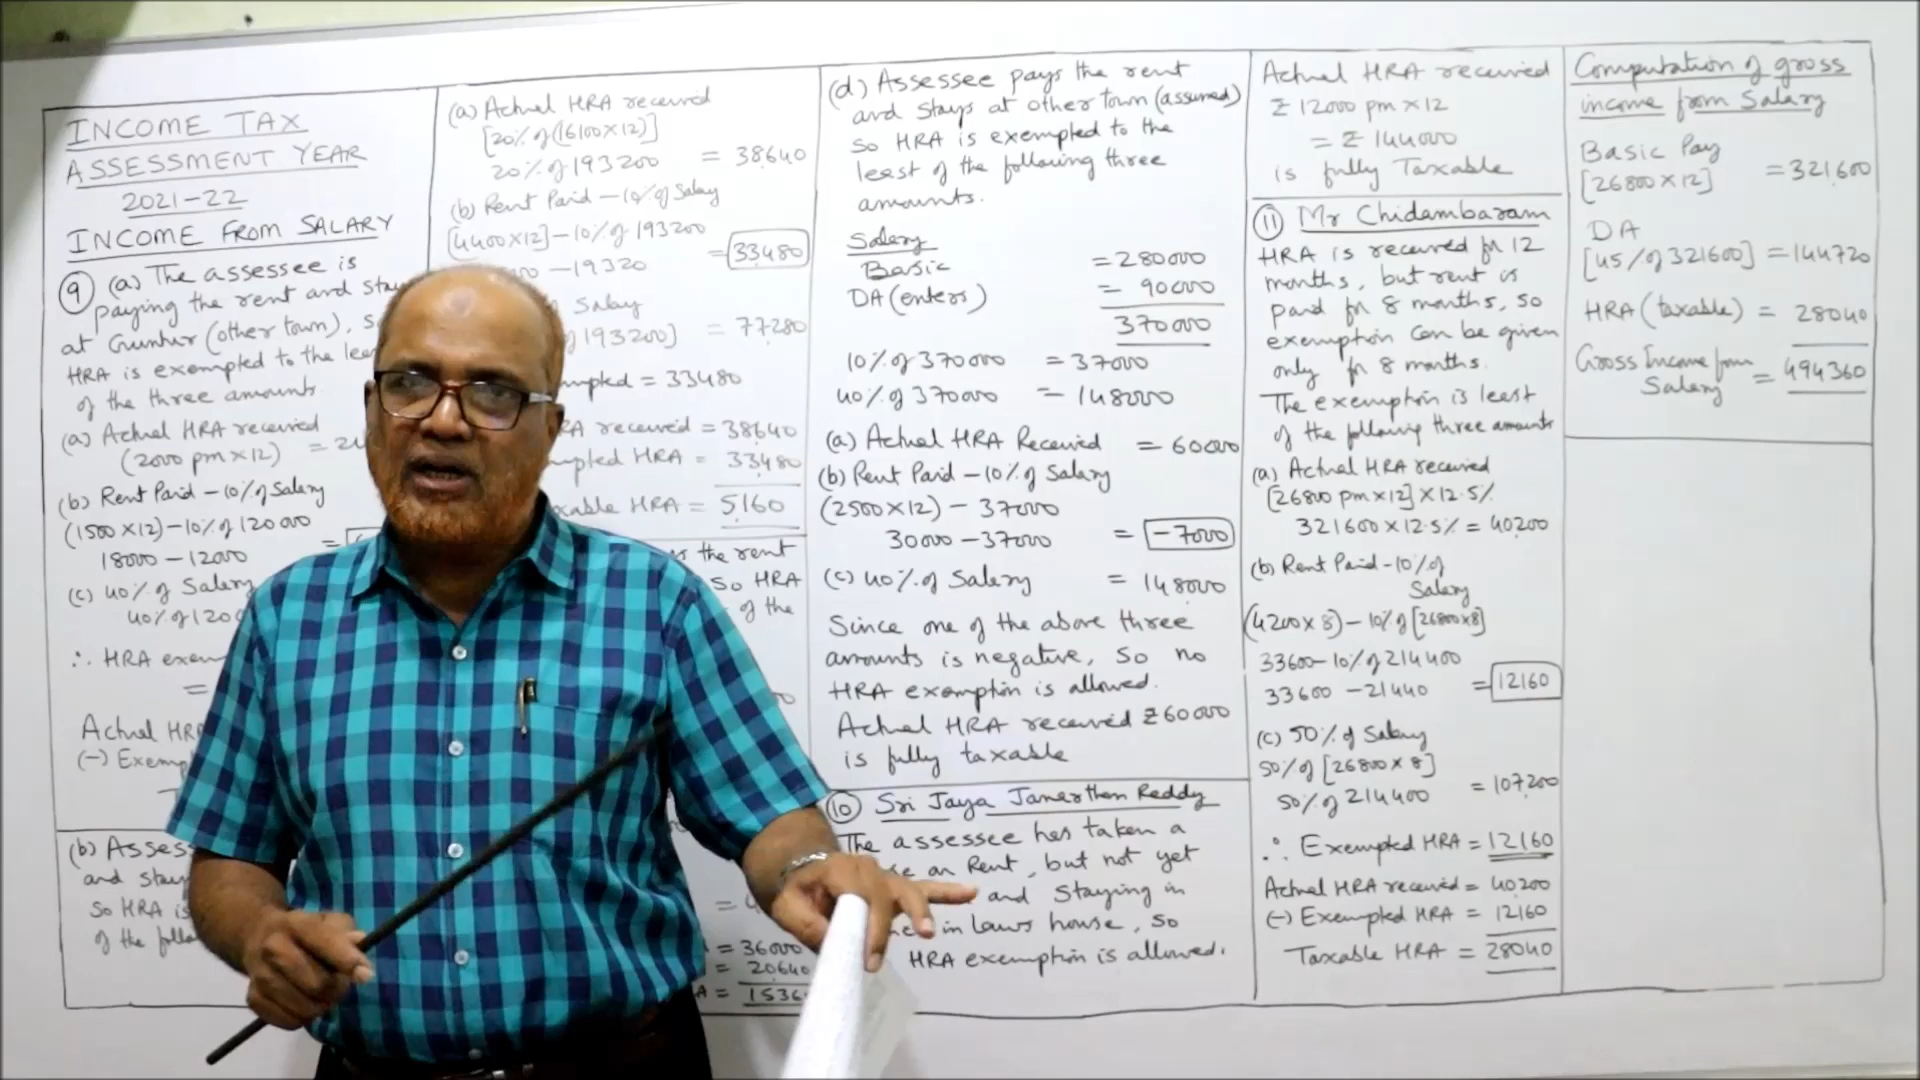 INCOME TAX
ASSESSMENT YEAR
2021-22
INCOME FROM SALARY
(9) (a) The assessee is
paying the rent and
at Guntur (other town),
HRA is exempted to the
of the three amounts
(a) Actual HRA received
(2000 pm × 12) =
(b) Rent Paid - 10% of Salary
(1500 × 12) - 10% of 120000
18000 - 12000 =
(c) 40% of Salary
40% of
∴ HRA
=
Actual HRA
(-)
(b)
and
So HRA is
of the
(a) Actual HRA received
[20% of (16100 × 12)]
20% of 193200 = 38640
(b) Rent Paid - 10% of Salary
[4400 × 12] - 10% of 193200
- 19320 = 33480
Salary
of 193200] = 77280
= 33480
received = 38640
HRA = 33480
HRA = 5160
the rent
So HRA
of the
=
= 36000
= 20640
=
(d) Assessee pays the rent
and stays at other town (assumed)
so HRA is exempted to the
least of the following three
amounts.
Salary
Basic = 280000
DA (enters) = 90000
370000
10% of 370000 = 37000
40% of 370000 = 148000
(a) Actual HRA Received = 60000
(b) Rent Paid - 10% of Salary
(2500 × 12) - 37000
30000 - 37000 = -7000
(c) 40% of Salary = 148000
Since one of the above three
amounts is negative, so no
HRA exemption is allowed.
Actual HRA received ₹ 60000
is fully taxable
(10) Sri Jaya Janarthan Reddy
The assessee has taken a
on Rent, but not yet
and staying in
in laws house, so
HRA exemption is allowed.
Actual HRA received
₹ 12000 pm × 12
= ₹ 144000
is fully Taxable
(11) Mr Chidambaram
HRA is received for 12
months, but rent is
paid for 8 months, so
exemption can be given
only for 8 months.
The exemption is least
of the following three amounts
(a) Actual HRA received
[26800 pm × 12] × 12.5%
321600 × 12.5% = 40200
(b) Rent Paid - 10% of
Salary
(4200 × 8) - 10% of [26800 × 8]
33600 - 10% of 214400
33600 - 21440 = 12160
(c) 50% of Salary
50% of [26800 × 8]
50% of 214400 = 107200
∴ Exempted HRA = 12160
Actual HRA received = 40200
(-) Exempted HRA = 12160
Taxable HRA = 28040
Computation of gross
income from Salary
Basic Pay
[26800 × 12] = 321600
DA
[45% of 321600] = 144720
HRA (taxable) = 28040
Gross Income from
Salary = 494360